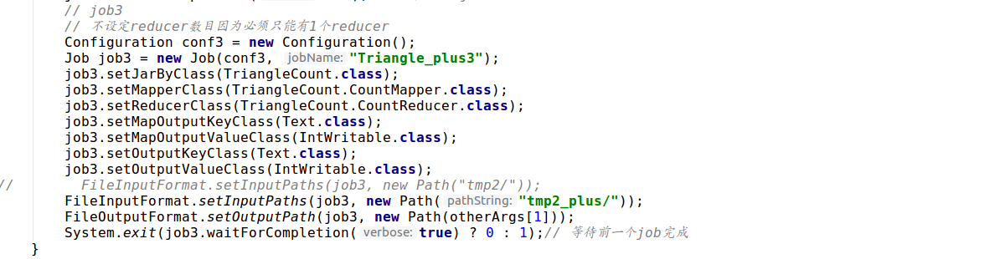 // job3
// 不设定reducer数目因为必须只能有1个reducer
Configuration conf3 = new Configuration();
Job job3 = new Job(conf3, jobName: "Triangle_plus3");
job3.setJarByClass(TriangleCount.class);
job3.setMapperClass(TriangleCount.CountMapper.class);
job3.setReducerClass(TriangleCount.CountReducer.class);
job3.setMapOutputKeyClass(Text.class);
job3.setMapOutputValueClass(IntWritable.class);
job3.setOutputKeyClass(Text.class);
job3.setOutputValueClass(IntWritable.class);
// FileInputFormat.setInputPaths(job3, new Path("tmp2/"));
FileInputFormat.setInputPaths(job3, new Path( pathString: "tmp2_plus/"));
FileOutputFormat.setOutputPath(job3, new Path(otherArgs[1]));
System.exit(job3.waitForCompletion( verbose: true) ? 0 : 1);// 等待前一个job完成
}